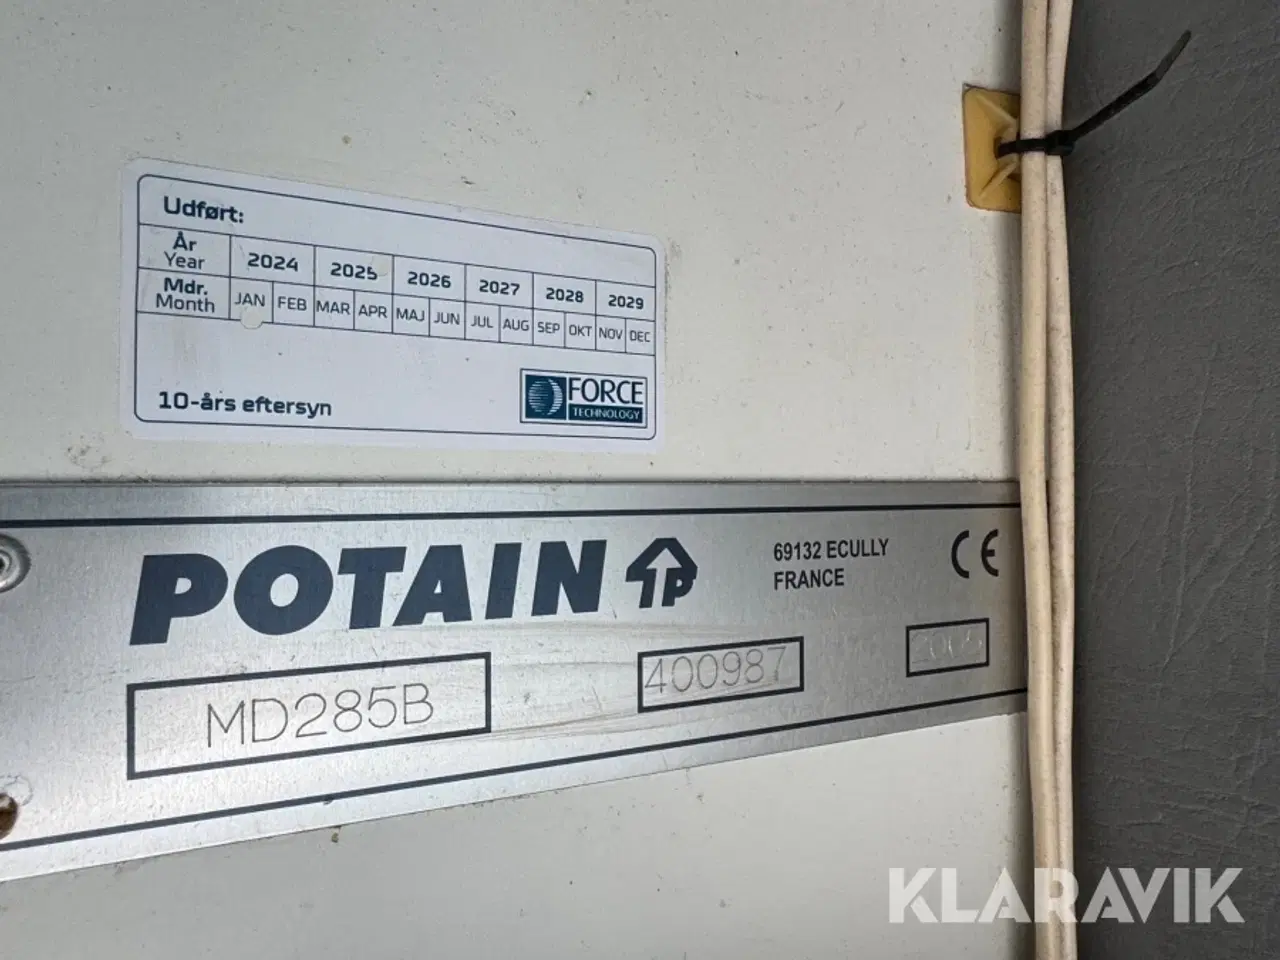 Udført:
År
Year
2024 2025 2026 2027 2028 2029
Mdr.
Month
JAN FEB MAR APR MAJ JUN JUL AUG SEP OKT NOV DEC
10-års eftersyn
FORCE
TECHNOLOGY
POTAIN
69132 ECULLY
FRANCE
CE
MD285B
400987
KLARAVIK